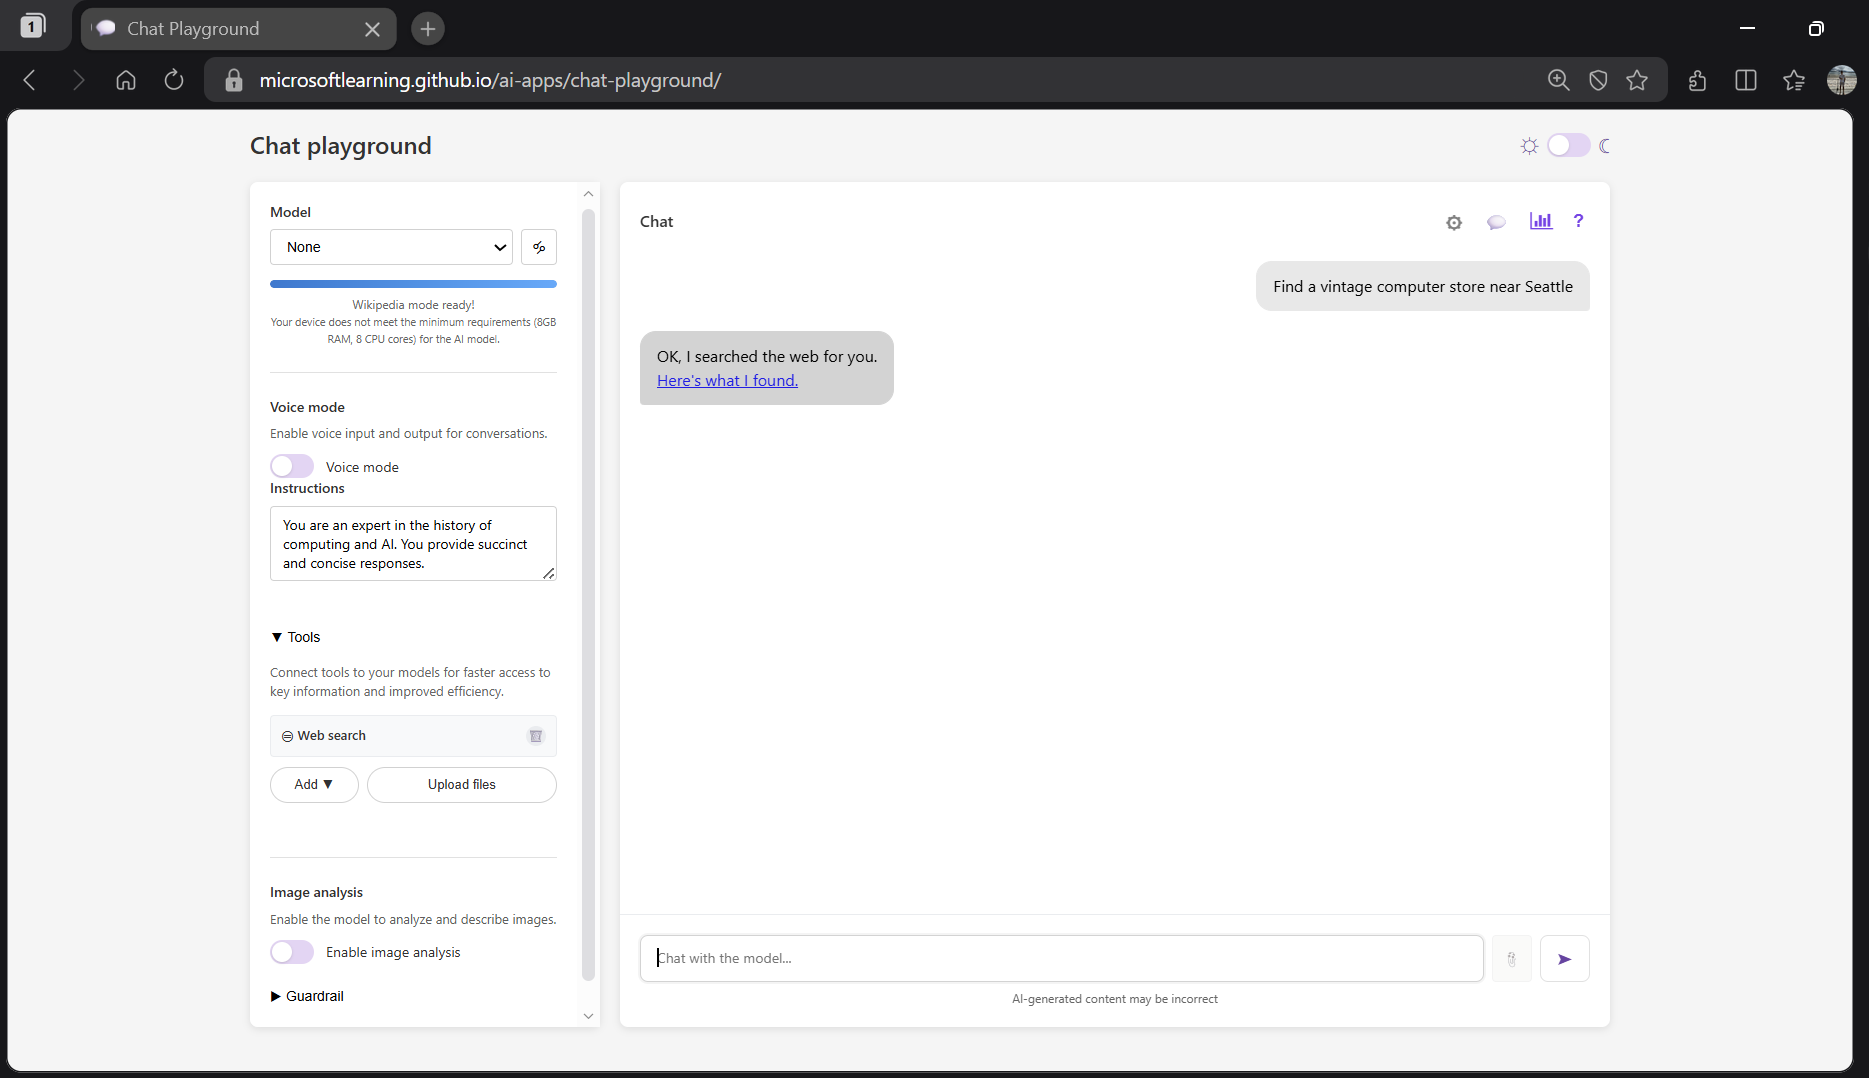 1
Chat Playground
microsoftlearning.github.io/ai-apps/chat-playground/
Chat playground
Model
None
Wikipedia mode ready!
Your device does not meet the minimum requirements (8GB
RAM, 8 CPU cores) for the AI model.
Voice mode
Enable voice input and output for conversations.
Voice mode
Instructions
You are an expert in the history of
computing and AI. You provide succinct
and concise responses.
▼ Tools
Connect tools to your models for faster access to
key information and improved efficiency.
Web search
Add ▼
Upload files
Image analysis
Enable the model to analyze and describe images.
Enable image analysis
▶ Guardrail
Chat
?
Find a vintage computer store near Seattle
OK, I searched the web for you.
Here's what I found.
Chat with the model...
AI-generated content may be incorrect